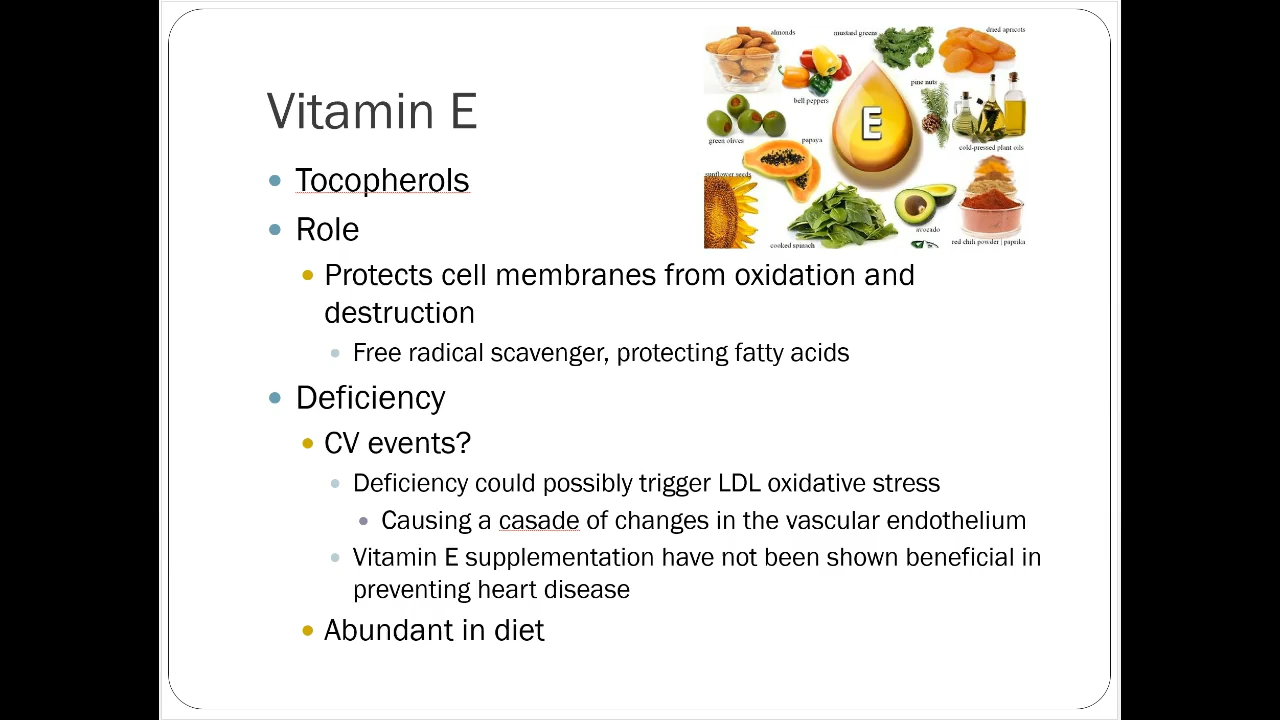 Vitamin E
almonds
mustard greens
dried apricots
bell peppers
pine nuts
E
green olives
papaya
cold-pressed plant oils
sunflower seeds
avocado
cooked spinach
red chili powder | paprika
Tocopherols
Role
Protects cell membranes from oxidation and
destruction
Free radical scavenger, protecting fatty acids
Deficiency
CV events?
Deficiency could possibly trigger LDL oxidative stress
Causing a casade of changes in the vascular endothelium
Vitamin E supplementation have not been shown beneficial in
preventing heart disease
Abundant in diet